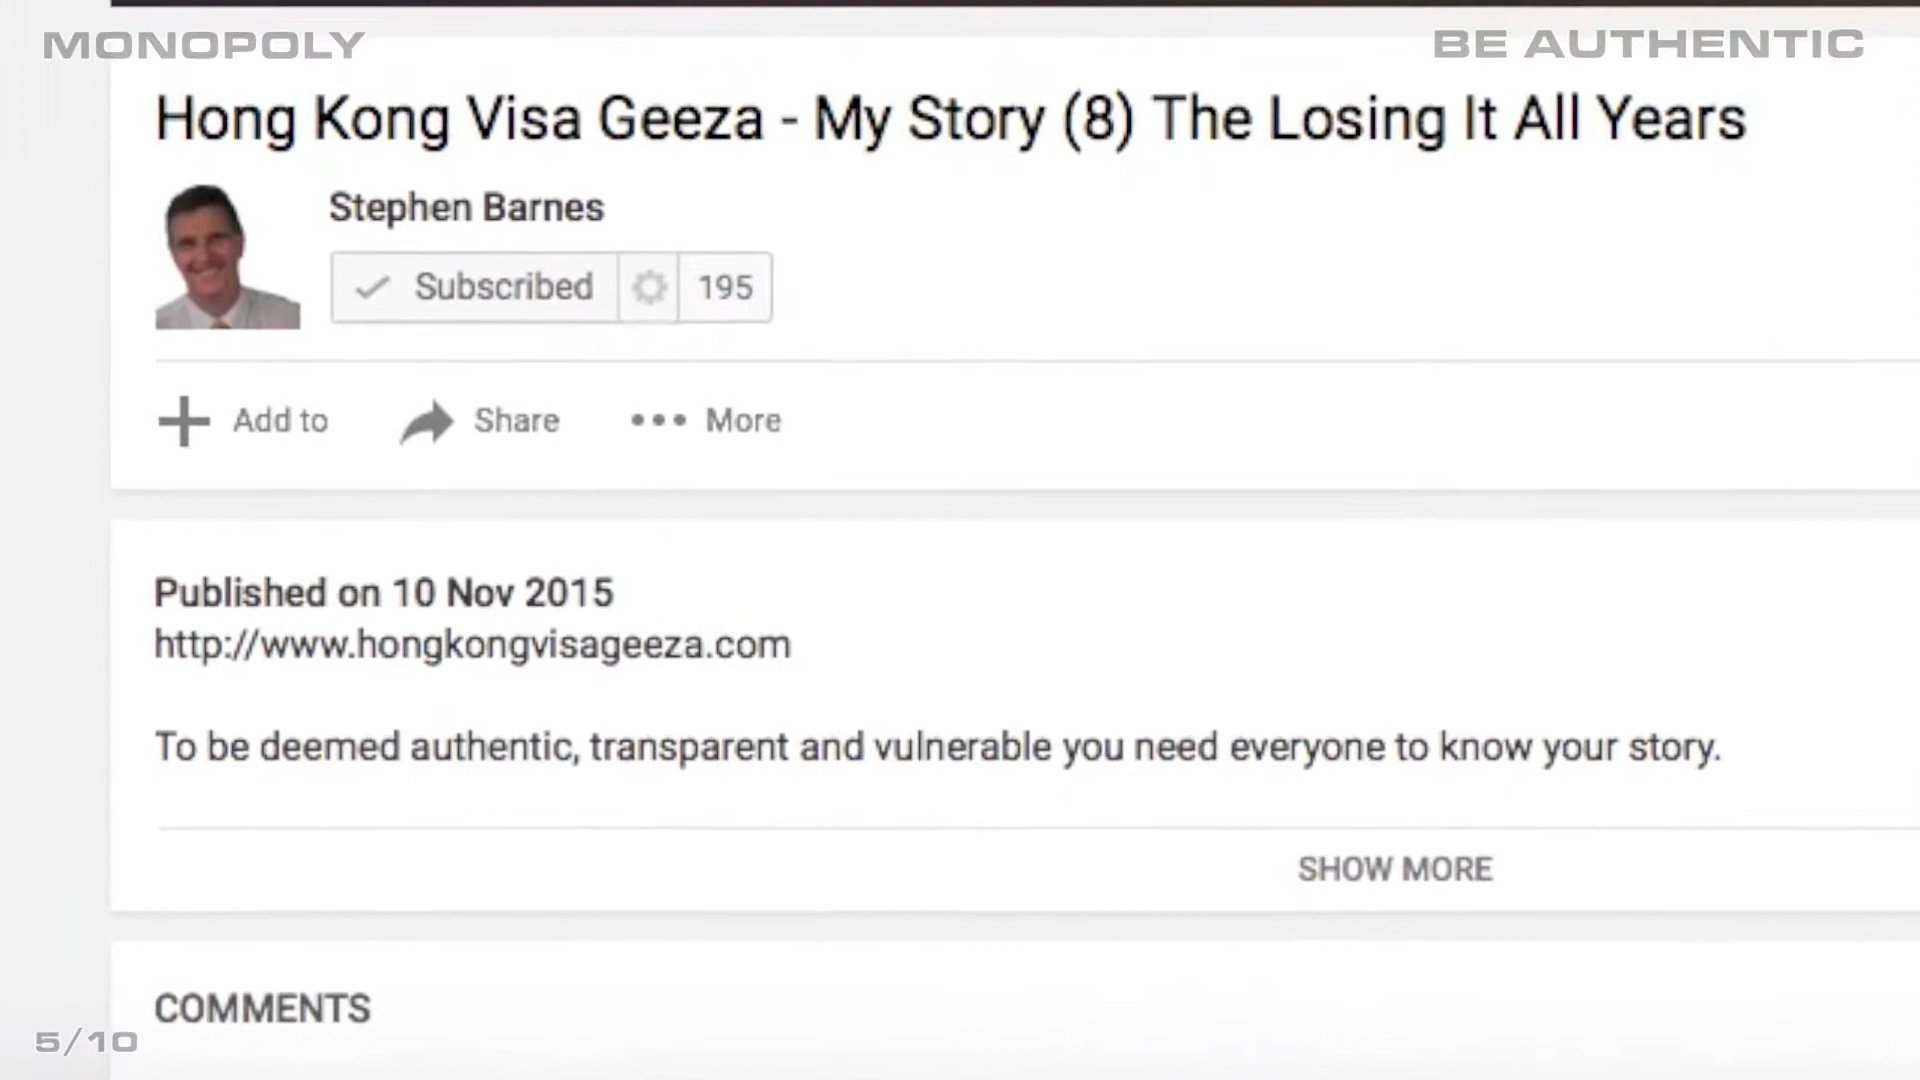 MONOPOLY
BE AUTHENTIC
Hong Kong Visa Geeza - My Story (8) The Losing It All Years
Stephen Barnes
Subscribed 195
Add to Share More
Published on 10 Nov 2015
http://www.hongkongvisageeza.com
To be deemed authentic, transparent and vulnerable you need everyone to know your story.
SHOW MORE
COMMENTS
5/10